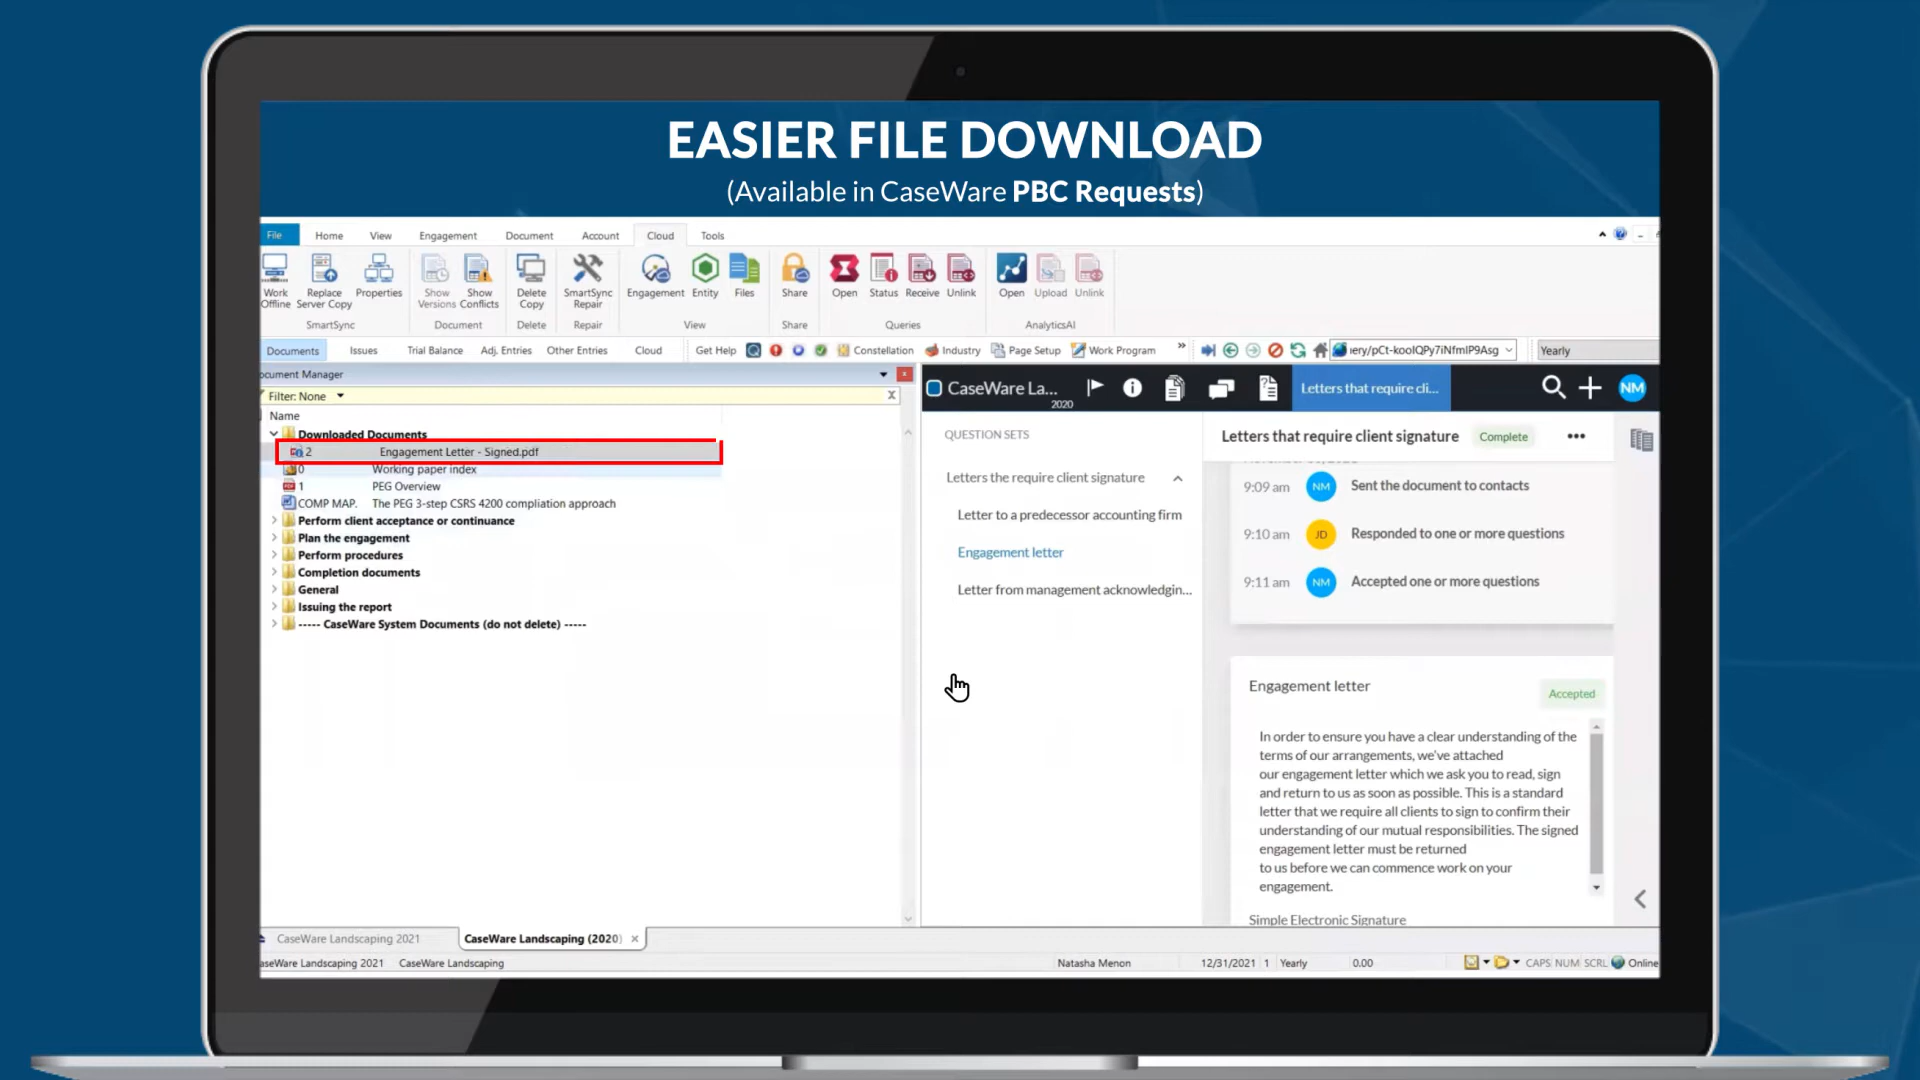 EASIER FILE DOWNLOAD
(Available in CaseWare PBC Requests)
File Home View Engagement Document Account Cloud Tools
Work Offline Replace Server Copy Properties Show Versions Show Conflicts Delete Copy SmartSync Repair Engagement Entity Files Share Open Status Receive Unlink Open Upload Unlink
SmartSync Document Delete Repair View Share Queries AnalyticsAI
Documents Issues Trial Balance Adj. Entries Other Entries Cloud Get Help Constellation Industry Page Setup Work Program » Yearly
ocument Manager
Filter: None X
Name
Downloaded Documents
2 Engagement Letter - Signed.pdf
0 Working paper index
1 PEG Overview
COMP MAP. The PEG 3-step CSRS 4200 compliation approach
Perform client acceptance or continuance
Plan the engagement
Perform procedures
Completion documents
General
Issuing the report
----- CaseWare System Documents (do not delete) -----
CaseWare La... 2020 Letters that require cli... NM
QUESTION SETS
Letters the require client signature
Letter to a predecessor accounting firm
Engagement letter
Letter from management acknowledgin...
Letters that require client signature Complete •••
9:09 am NM Sent the document to contacts
9:10 am JD Responded to one or more questions
9:11 am NM Accepted one or more questions
Engagement letter Accepted
In order to ensure you have a clear understanding of the
terms of our arrangements, we've attached
our engagement letter which we ask you to read, sign
and return to us as soon as possible. This is a standard
letter that we require all clients to sign to confirm their
understanding of our mutual responsibilities. The signed
engagement letter must be returned
to us before we can commence work on your
engagement.
Simple Electronic Signature
CaseWare Landscaping 2021 CaseWare Landscaping (2020)
aseWare Landscaping 2021 CaseWare Landscaping Natasha Menon 12/31/2021 1 Yearly 0.00 CAPS NUM SCRL Online